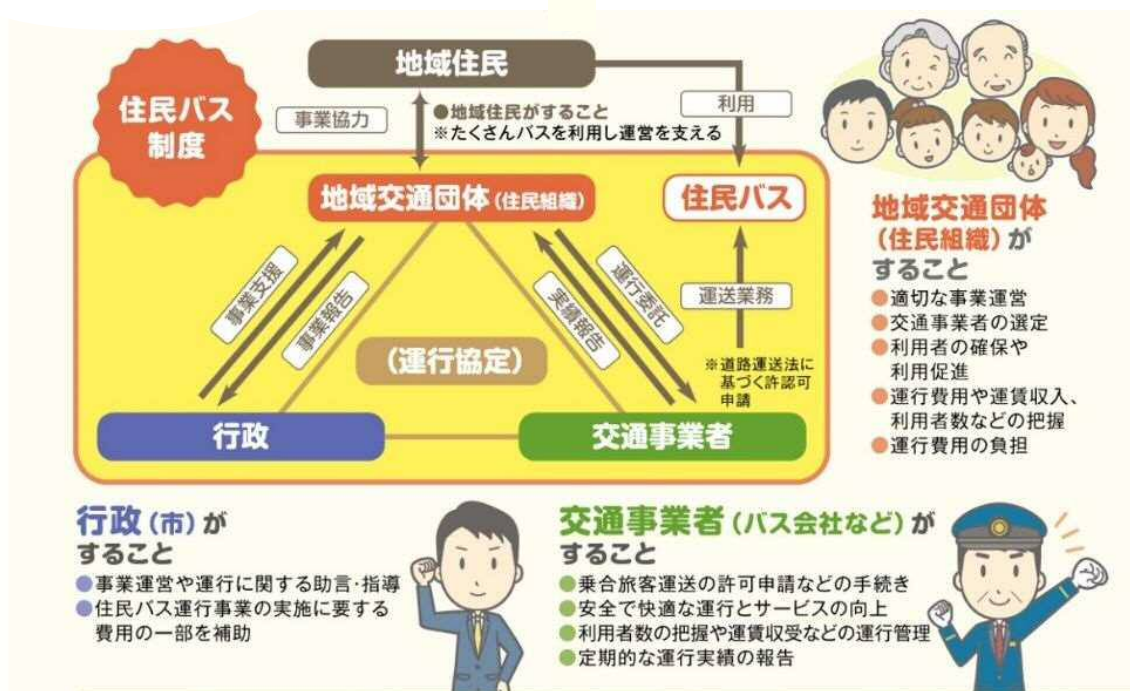 住民バス
制度
地域住民
事業協力
●地域住民がすること
※たくさんバスを利用し運営を支える
利用
地域交通団体（住民組織）
住民バス
事業支援
事業報告
実績報告
運行委託
運送業務
（運行協定）
※道路運送法に
基づく許認可
申請
行政
交通事業者
地域交通団体
（住民組織）が
すること
●適切な事業運営
●交通事業者の選定
●利用者の確保や
利用促進
●運行費用や運賃収入、
利用者数などの把握
●運行費用の負担
行政（市）が
すること
●事業運営や運行に関する助言・指導
●住民バス運行事業の実施に要する
費用の一部を補助
交通事業者（バス会社など）が
すること
●乗合旅客運送の許可申請などの手続き
●安全で快適な運行とサービスの向上
●利用者数の把握や運賃収受などの運行管理
●定期的な運行実績の報告